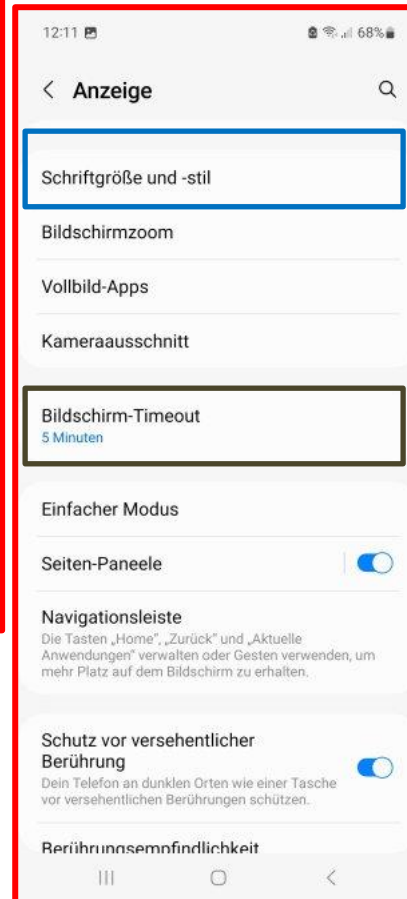 12:11 68%
Anzeige
Schriftgröße und -stil
Bildschirmzoom
Vollbild-Apps
Kameraausschnitt
Bildschirm-Timeout
5 Minuten
Einfacher Modus
Seiten-Paneele
Navigationsleiste
Die Tasten „Home", „Zurück" und „Aktuelle
Anwendungen" verwalten oder Gesten verwenden, um
mehr Platz auf dem Bildschirm zu erhalten.
Schutz vor versehentlicher
Berührung
Dein Telefon an dunklen Orten wie einer Tasche
vor versehentlichen Berührungen schützen.
Berührungsempfindlichkeit